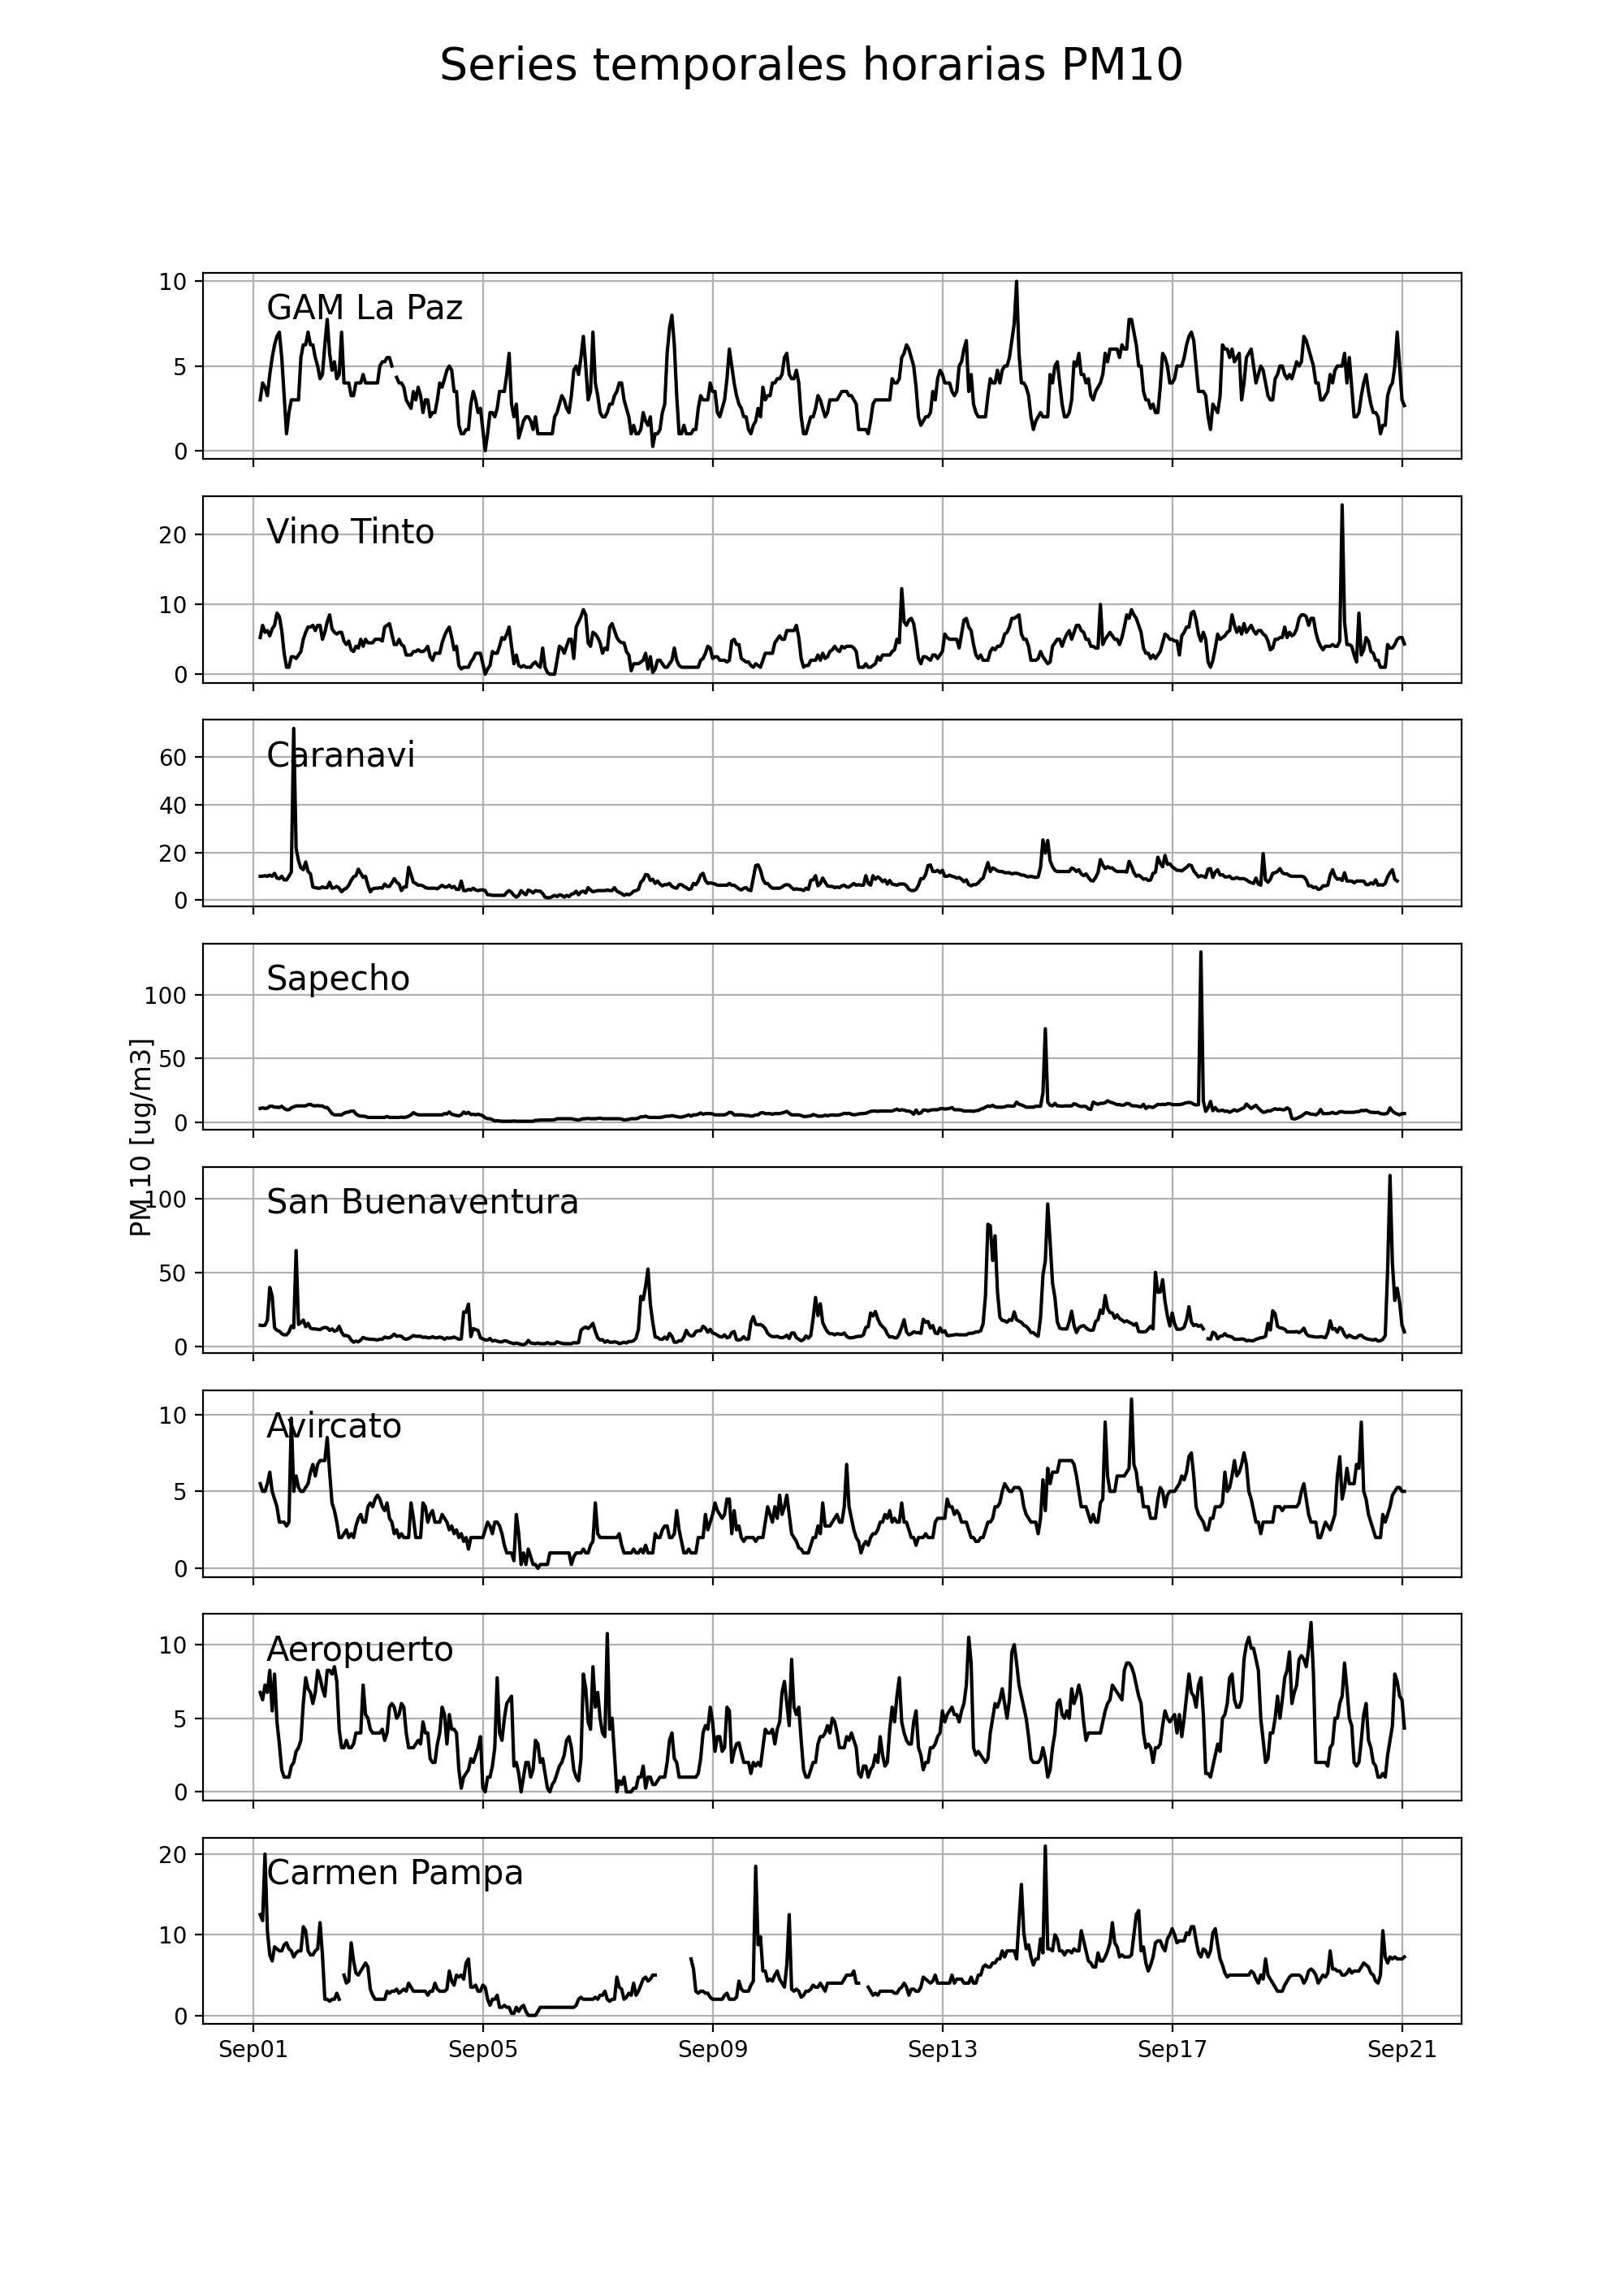 Series temporales horarias PM10
10
5
0
GAM La Paz
20
10
0
Vino Tinto
60
40
20
0
Caranavi
100
50
0
Sapecho
PM 10 [ug/m3]
100
50
0
San Buenaventura
10
5
0
Avircato
10
5
0
Aeropuerto
20
10
0
Carmen Pampa
Sep01 Sep05 Sep09 Sep13 Sep17 Sep21